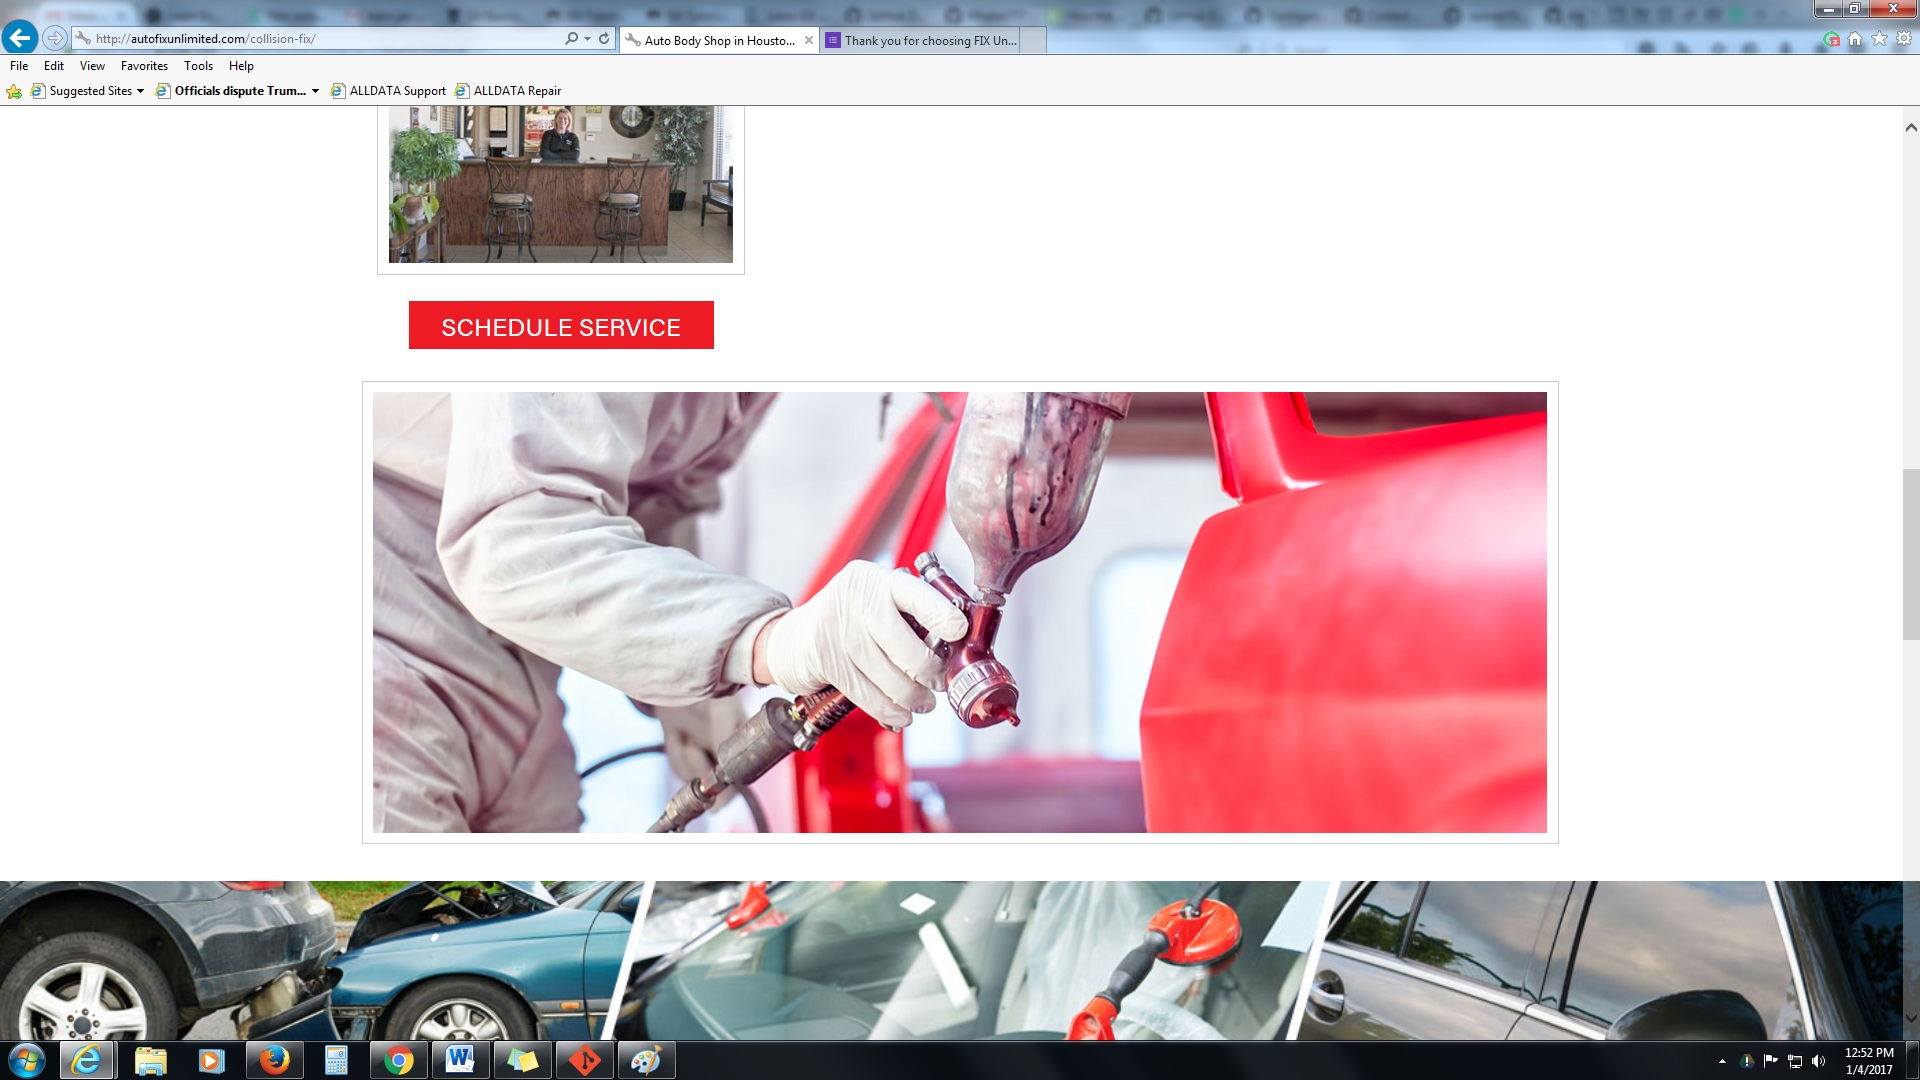 http://autofixunlimited.com/collision-fix/
Auto Body Shop in Housto...
Thank you for choosing FIX Un...
File Edit View Favorites Tools Help
Suggested Sites
Officials dispute Trum...
ALLDATA Support
ALLDATA Repair
SCHEDULE SERVICE
12:52 PM
1/4/2017